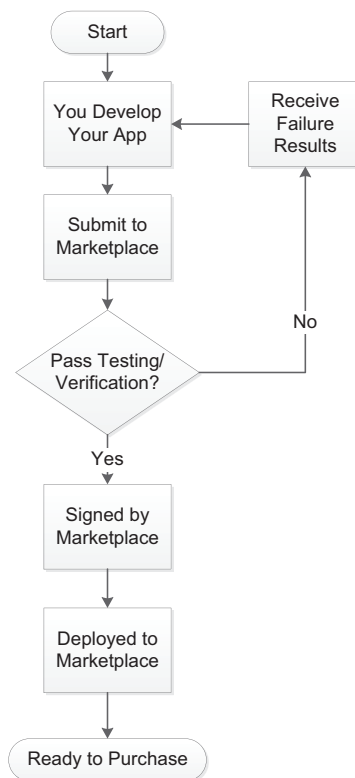 Start
You Develop
Your App
Receive
Failure
Results
Submit to
Marketplace
No
Pass Testing/
Verification?
Yes
Signed by
Marketplace
Deployed to
Marketplace
Ready to Purchase